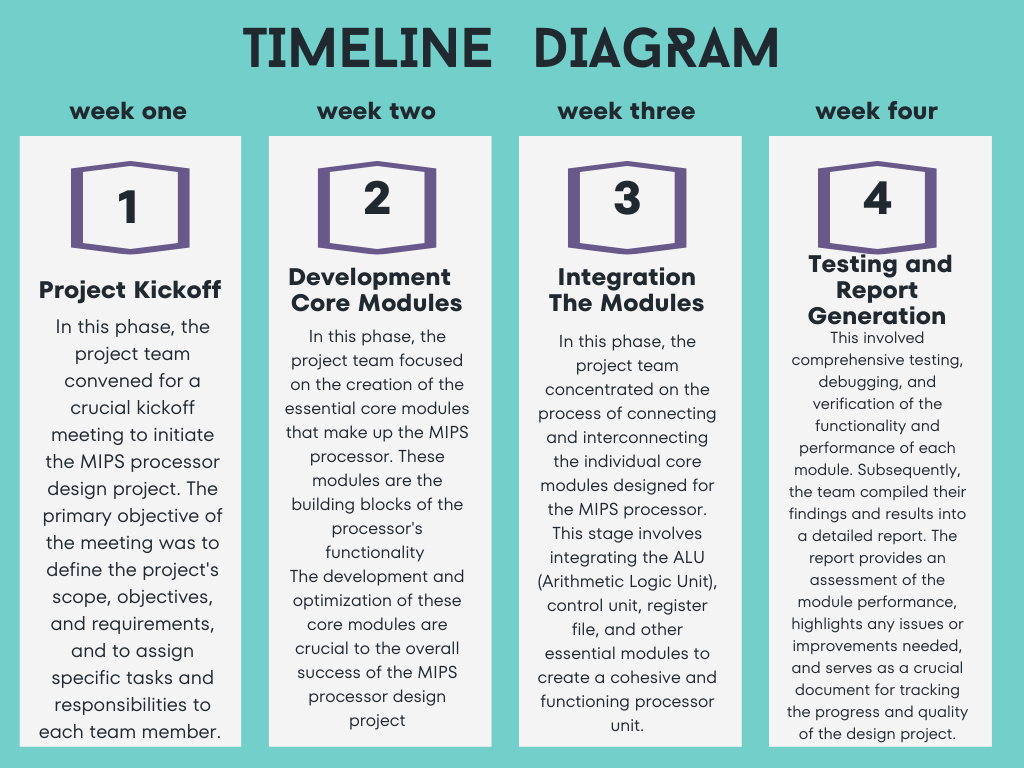 TIMELINE DIAGRAM
week one
1
Project Kickoff
In this phase, the
project team
convened for a
crucial kickoff
meeting to initiate
the MIPS processor
design project. The
primary objective of
the meeting was to
define the project's
scope, objectives,
and requirements,
and to assign
specific tasks and
responsibilities to
each team member.
week two
2
Development
Core Modules
In this phase, the
project team focused
on the creation of the
essential core modules
that make up the MIPS
processor. These
modules are the
building blocks of the
processor's
functionality
The development and
optimization of these
core modules are
crucial to the overall
success of the MIPS
processor design
project
week three
3
Integration
The Modules
In this phase, the
project team
concentrated on the
process of connecting
and interconnecting
the individual core
modules designed for
the MIPS processor.
This stage involves
integrating the ALU
(Arithmetic Logic Unit),
control unit, register
file, and other
essential modules to
create a cohesive and
functioning processor
unit.
week four
4
Testing and
Report
Generation
This involved
comprehensive testing,
debugging, and
verification of the
functionality and
performance of each
module. Subsequently,
the team compiled their
findings and results into
a detailed report. The
report provides an
assessment of the
module performance,
highlights any issues or
improvements needed,
and serves as a crucial
document for tracking
the progress and quality
of the design project.